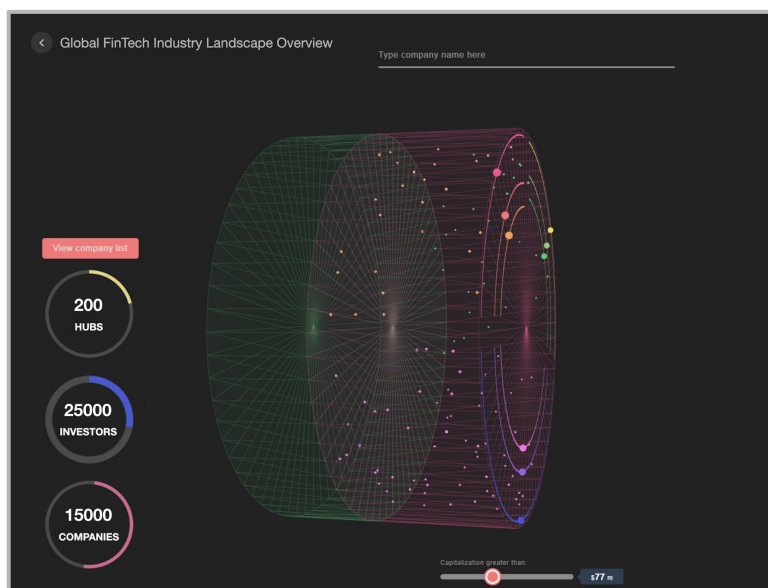 Global FinTech Industry Landscape Overview
Type company name here
View company list
200
HUBS
25000
INVESTORS
15000
COMPANIES
Capitalization greater than:
$77 m